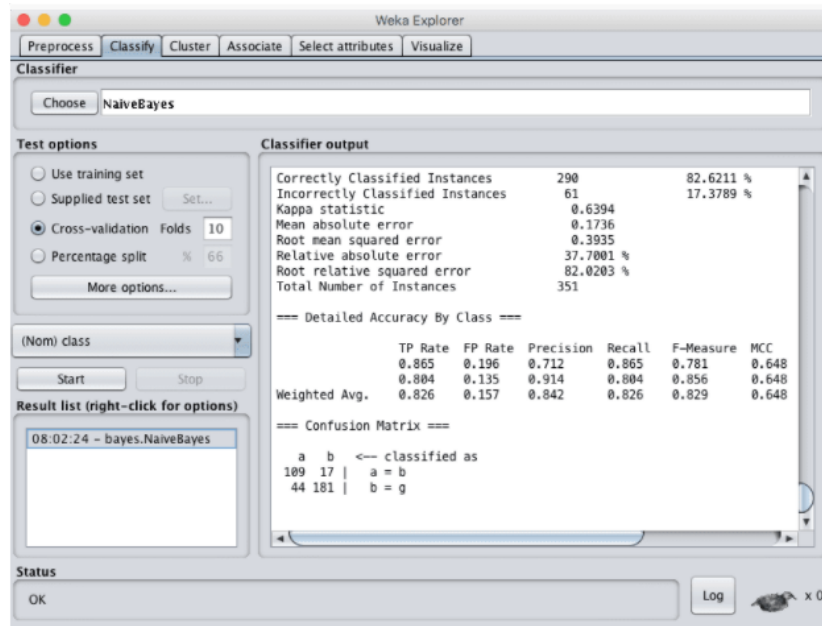 Weka Explorer
Preprocess Classify Cluster Associate Select attributes Visualize
Classifier
Choose NaiveBayes
Test options
Use training set
Supplied test set Set...
Cross-validation Folds 10
Percentage split % 66
More options...
(Nom) class
Start Stop
Result list (right-click for options)
08:02:24 – bayes.NaiveBayes
Classifier output
Correctly Classified Instances 290 82.6211 %
Incorrectly Classified Instances 61 17.3789 %
Kappa statistic 0.6394
Mean absolute error 0.1736
Root mean squared error 0.3935
Relative absolute error 37.7001 %
Root relative squared error 82.0203 %
Total Number of Instances 351
=== Detailed Accuracy By Class ===
TP Rate FP Rate Precision Recall F-Measure MCC
0.865 0.196 0.712 0.865 0.781 0.648
0.804 0.135 0.914 0.804 0.856 0.648
Weighted Avg. 0.826 0.157 0.842 0.826 0.829 0.648
=== Confusion Matrix ===
a b <-- classified as
109 17 | a = b
44 181 | b = g
Status
OK
Log
x 0